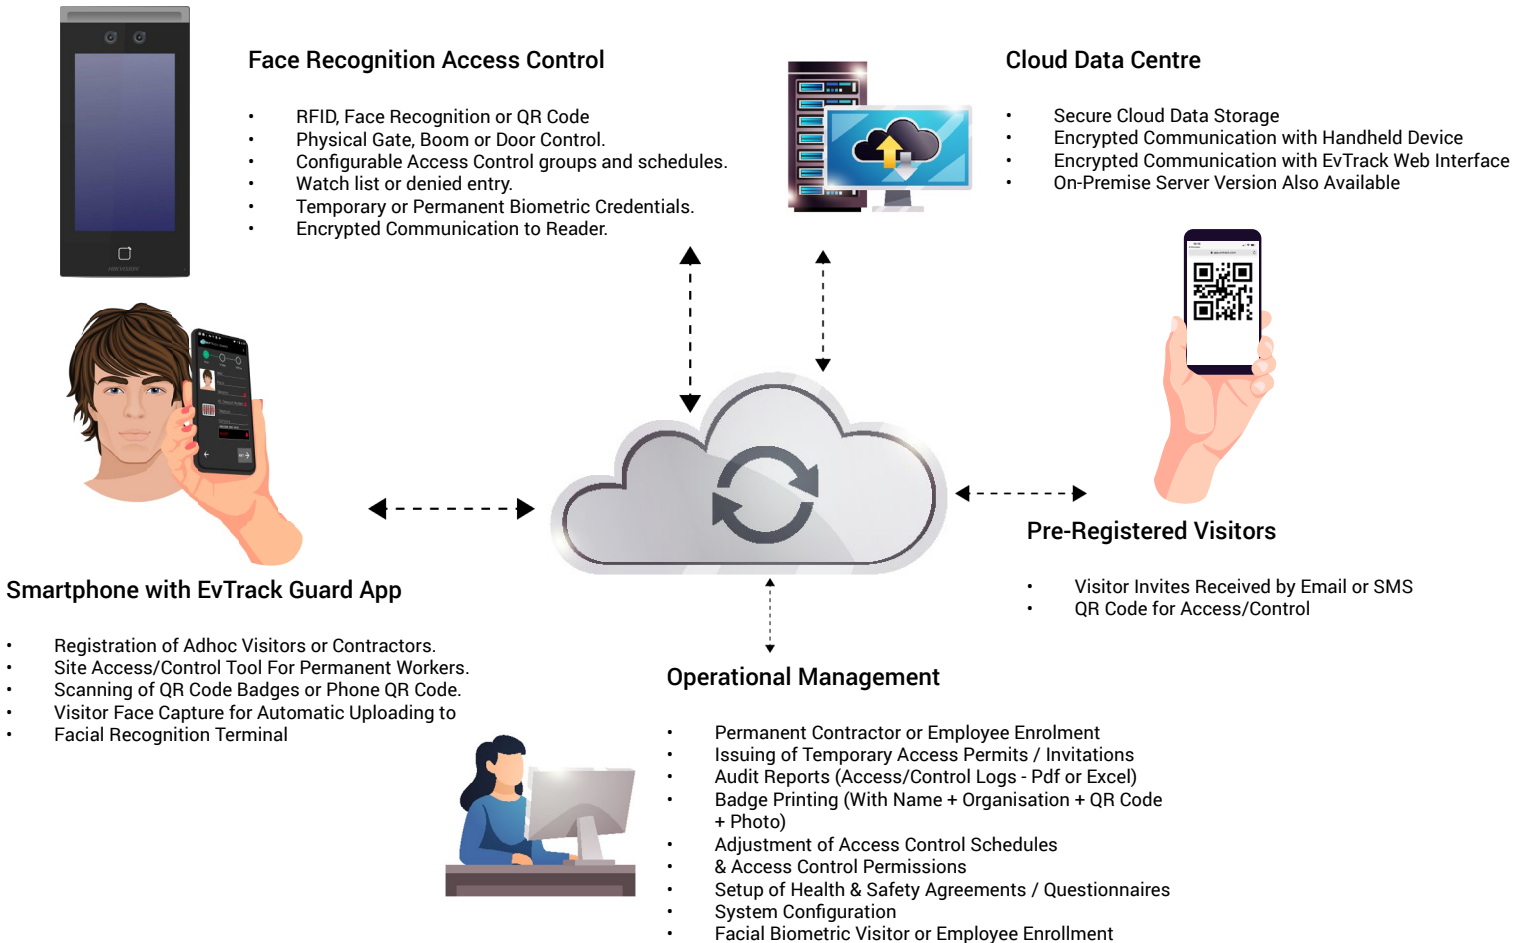 Face Recognition Access Control
• RFID, Face Recognition or QR Code
• Physical Gate, Boom or Door Control.
• Configurable Access Control groups and schedules.
• Watch list or denied entry.
• Temporary or Permanent Biometric Credentials.
• Encrypted Communication to Reader.
Cloud Data Centre
• Secure Cloud Data Storage
• Encrypted Communication with Handheld Device
• Encrypted Communication with EvTrack Web Interface
• On-Premise Server Version Also Available
HIKVISION
Pre-Registered Visitors
• Visitor Invites Received by Email or SMS
• QR Code for Access/Control
Smartphone with EvTrack Guard App
• Registration of Adhoc Visitors or Contractors.
• Site Access/Control Tool For Permanent Workers.
• Scanning of QR Code Badges or Phone QR Code.
• Visitor Face Capture for Automatic Uploading to
• Facial Recognition Terminal
Operational Management
• Permanent Contractor or Employee Enrolment
• Issuing of Temporary Access Permits / Invitations
• Audit Reports (Access/Control Logs - Pdf or Excel)
• Badge Printing (With Name + Organisation + QR Code
+ Photo)
• Adjustment of Access Control Schedules
• & Access Control Permissions
• Setup of Health & Safety Agreements / Questionnaires
• System Configuration
• Facial Biometric Visitor or Employee Enrollment